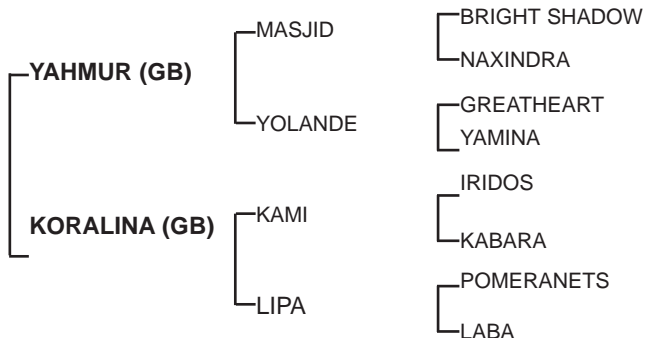 BRIGHT SHADOW
MASJID
NAXINDRA
YAHMUR (GB)
GREATHEART
YOLANDE
YAMINA
IRIDOS
KAMI
KORALINA (GB)
KABARA
POMERANETS
LIPA
LABA